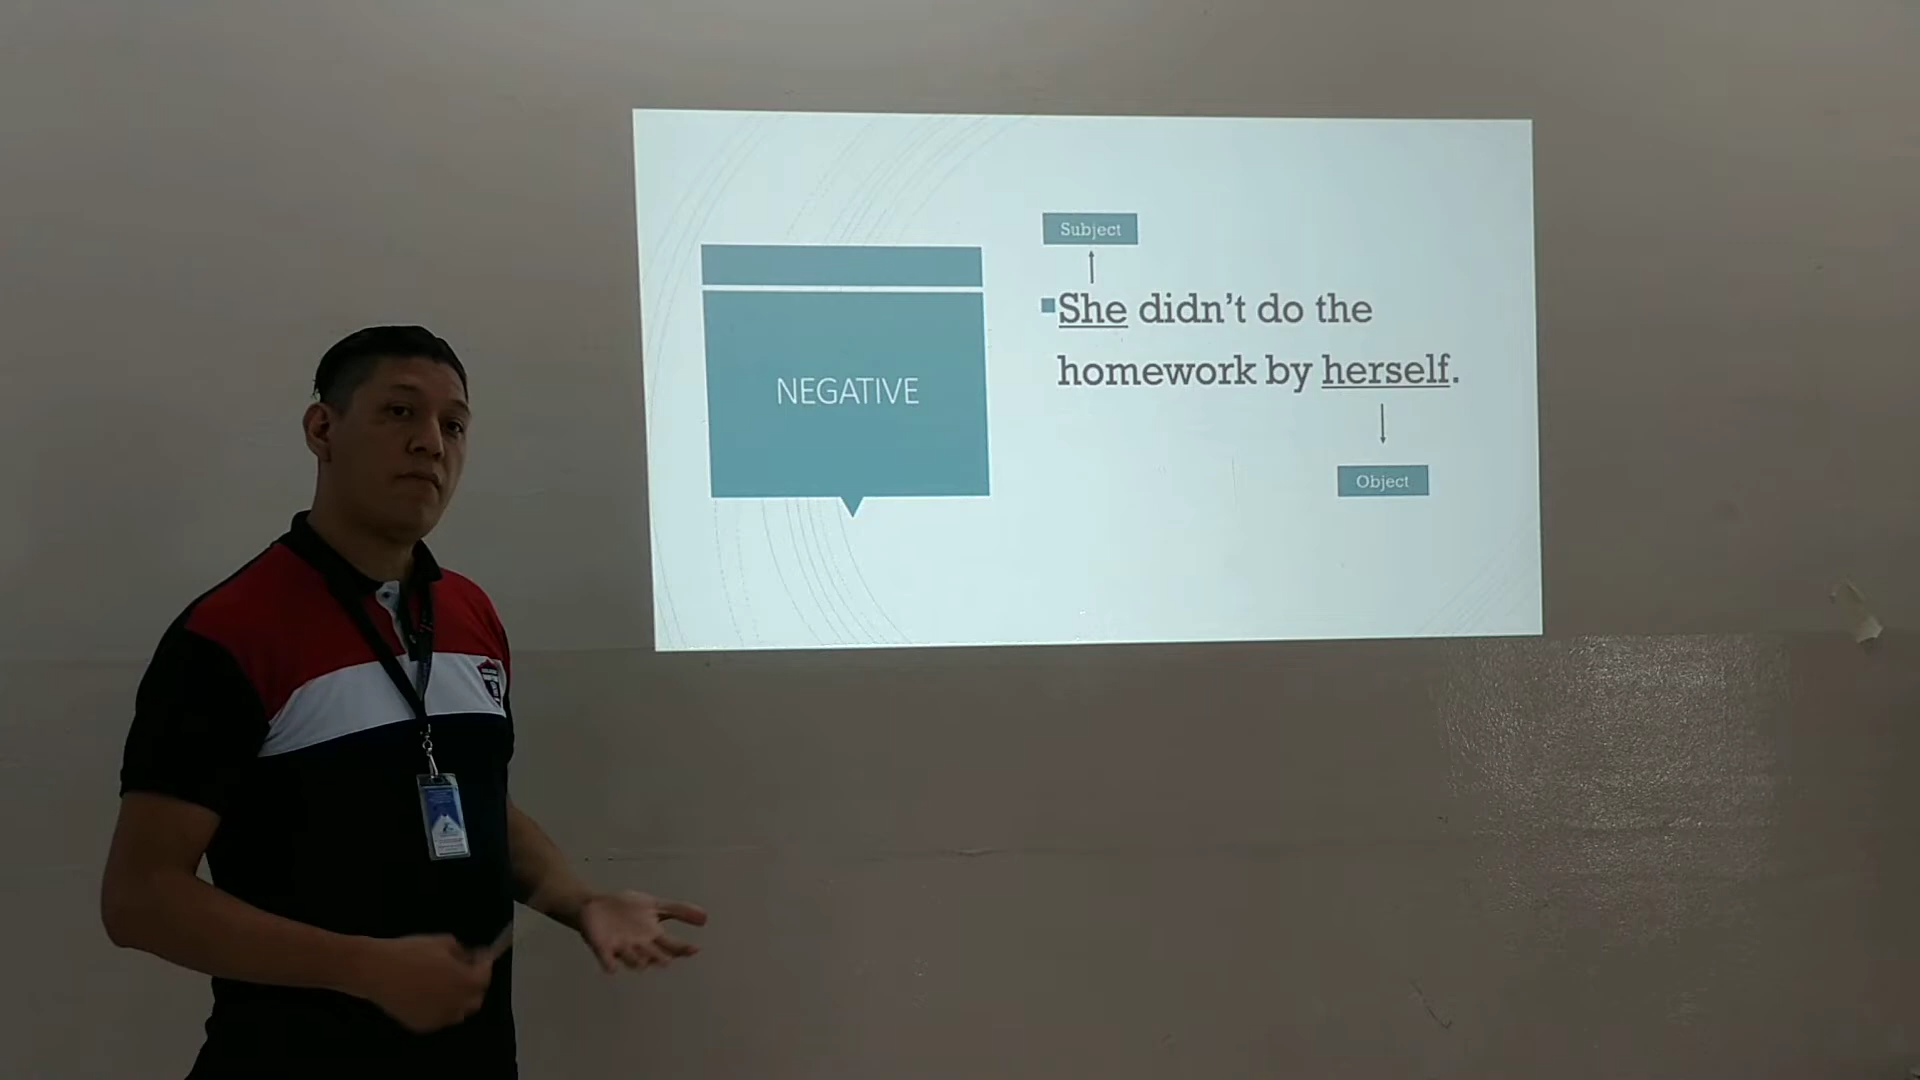 NEGATIVE
Subject
She didn't do the
homework by herself.
Object